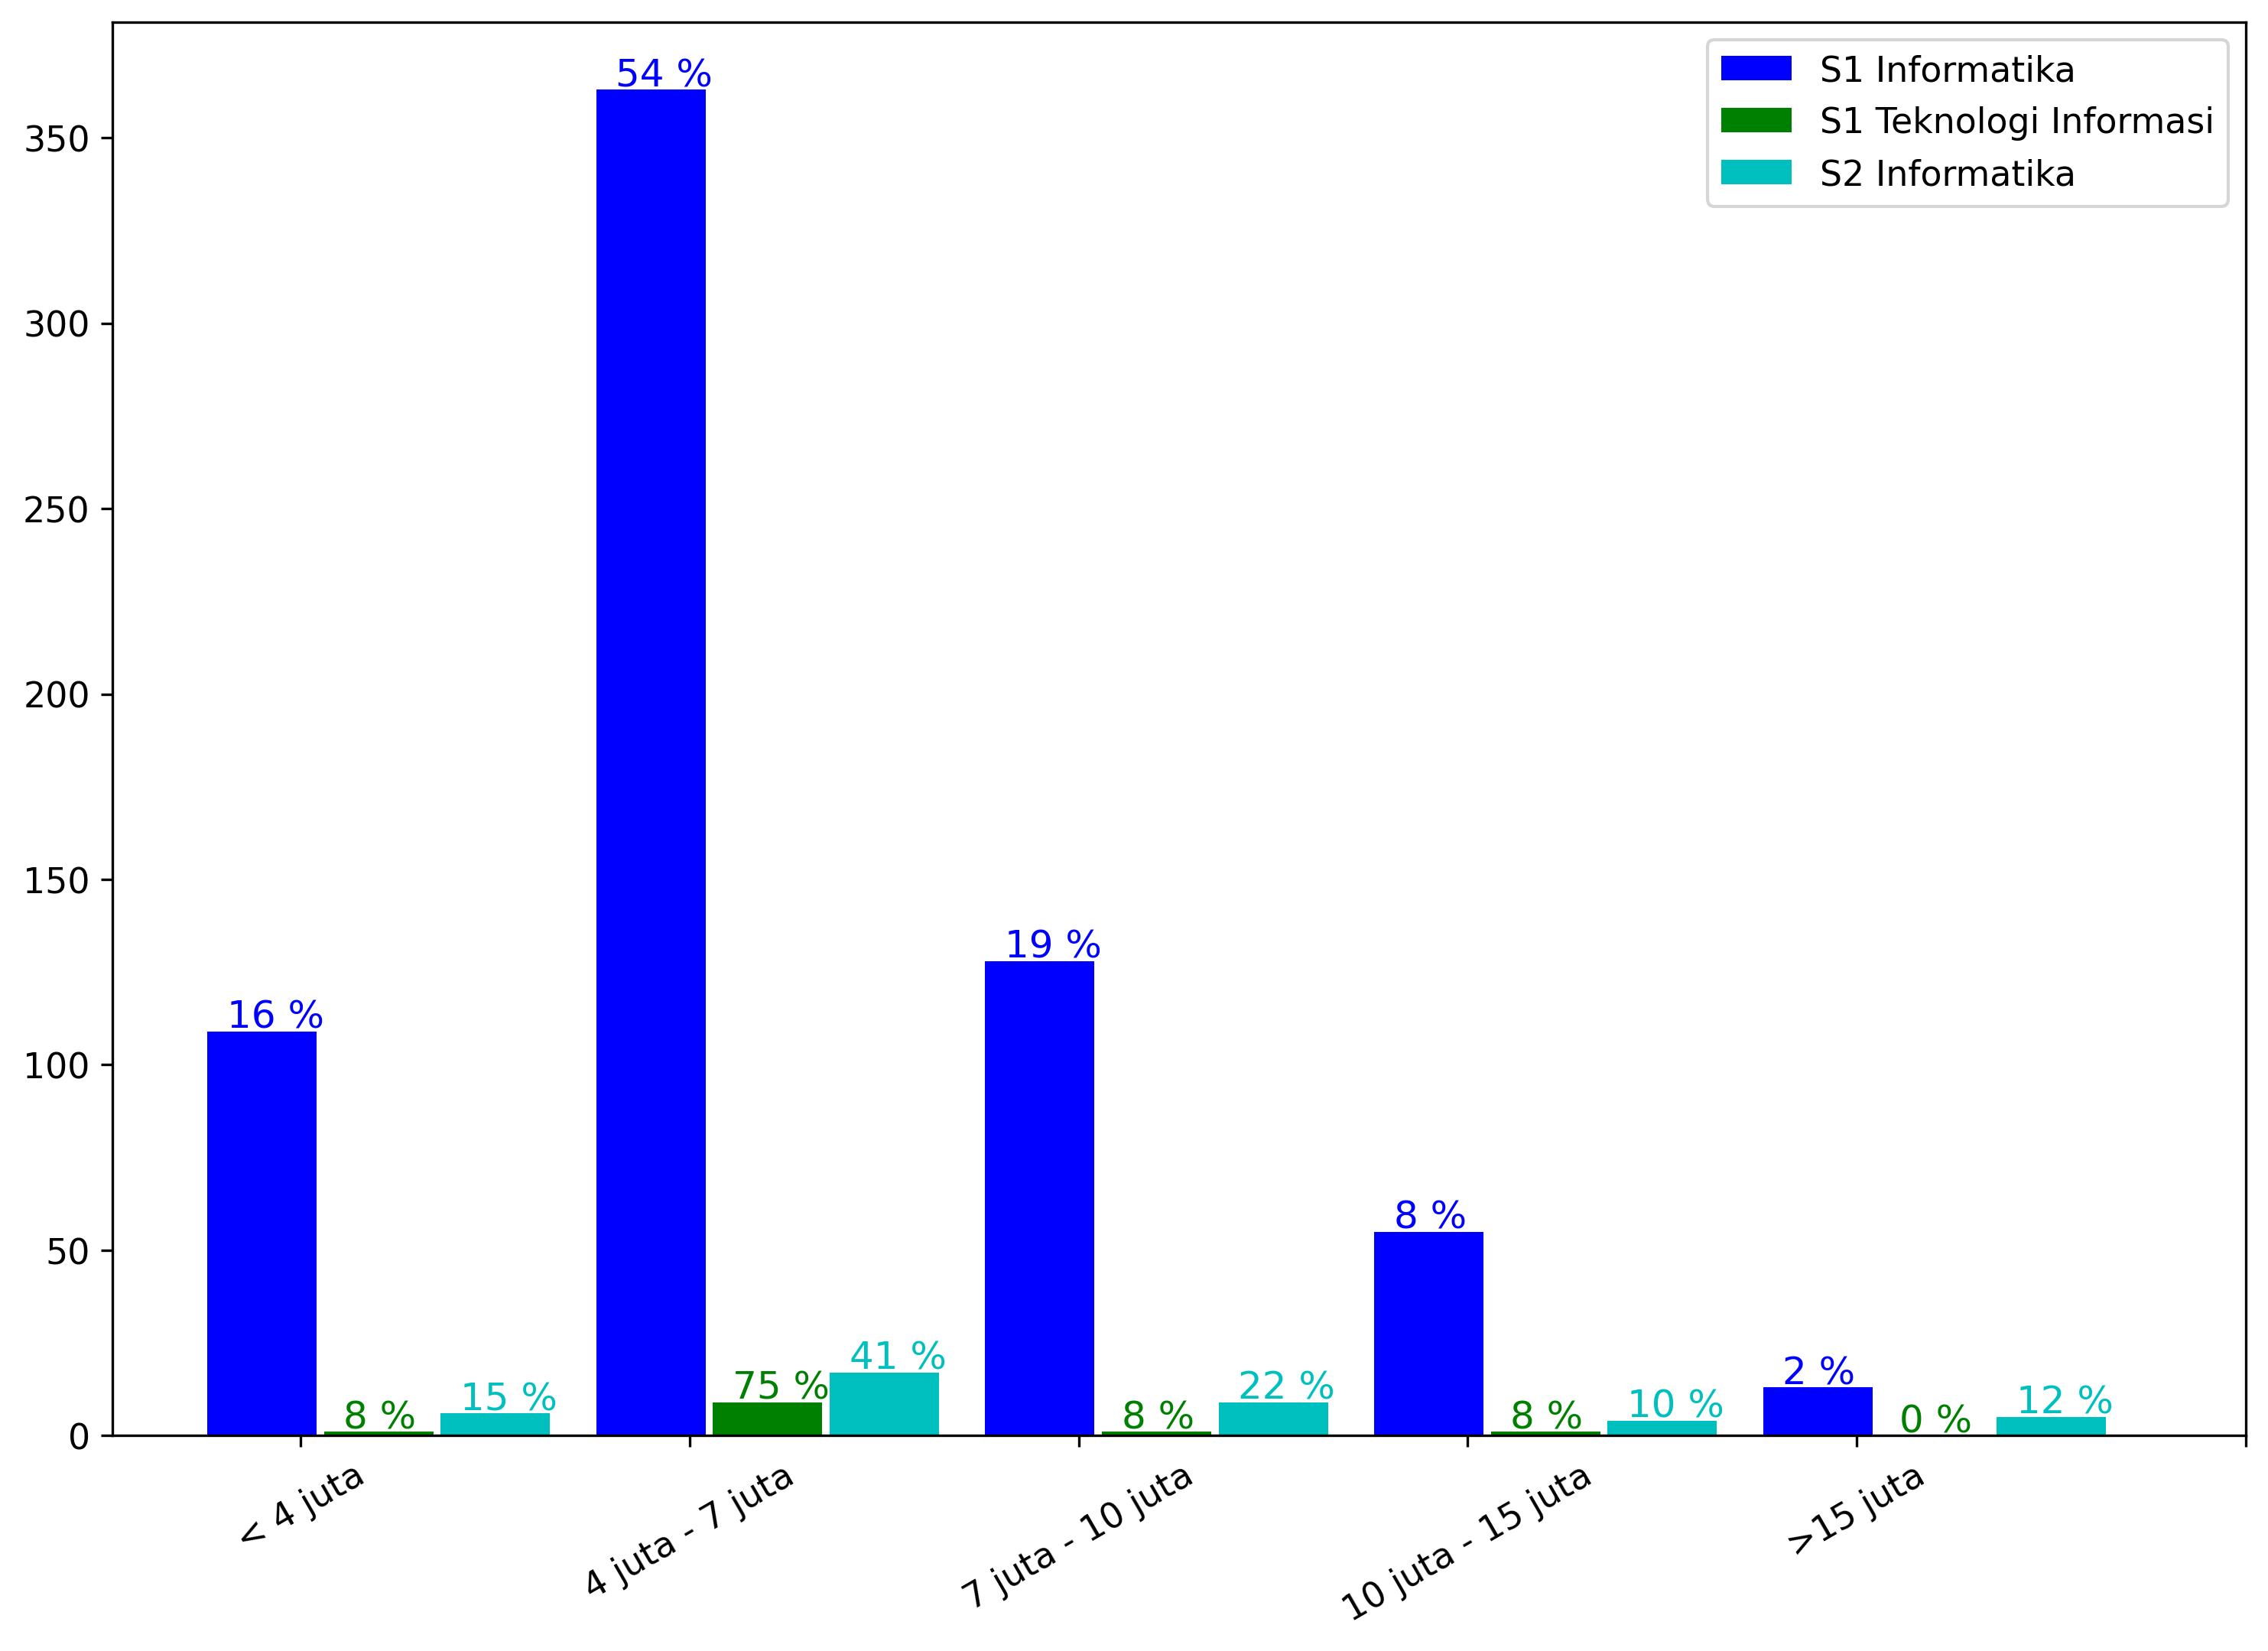 S1 Informatika
S1 Teknologi Informasi
S2 Informatika
350
300
250
200
150
100
50
0
16 %
8 %
15 %
54 %
75 %
41 %
19 %
8 %
22 %
8 %
8 %
10 %
2 %
0 %
12 %
< 4 juta
4 juta - 7 juta
7 juta - 10 juta
10 juta - 15 juta
>15 juta